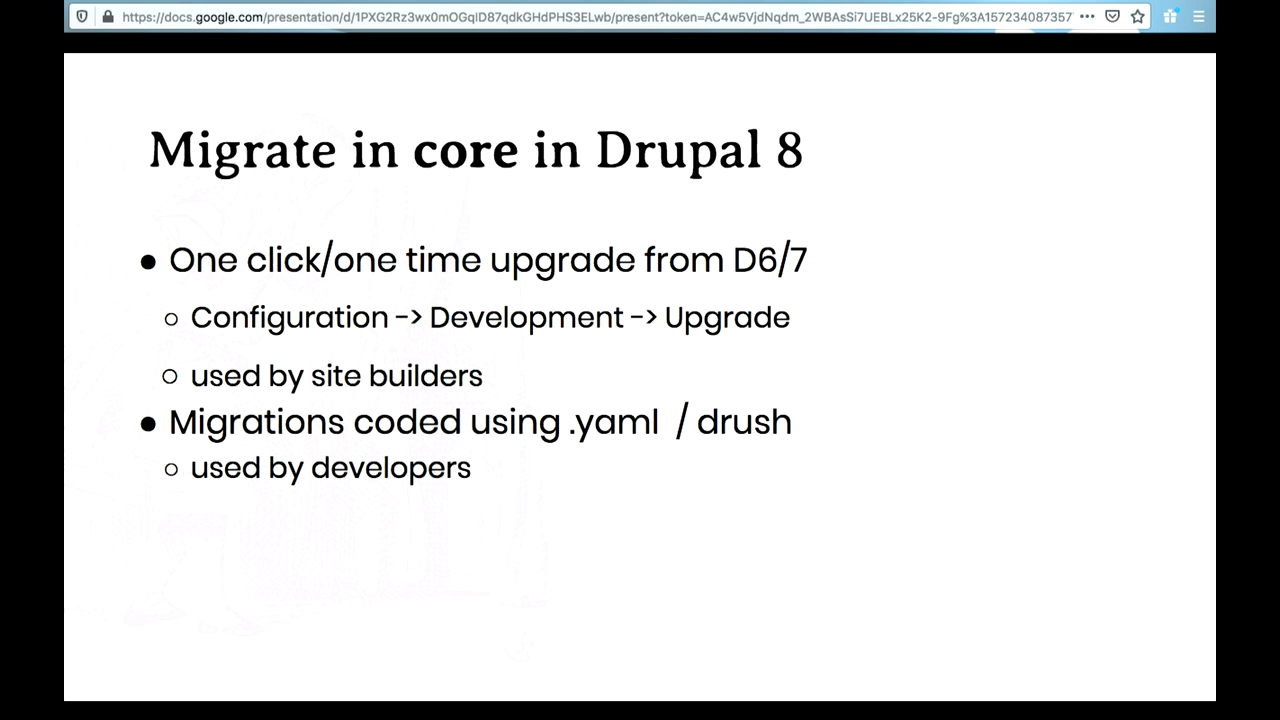 https://docs.google.com/presentation/d/1PXG2Rz3wx0mOGqlD87qdkGHdPHS3ELwb/present?token=AC4w5VjdNqdm_2WBAsSi7UEBLx25K2-9Fg%3A157234087357
Migrate in core in Drupal 8
● One click/one time upgrade from D6/7
○ Configuration -> Development -> Upgrade
○ used by site builders
● Migrations coded using .yaml / drush
○ used by developers